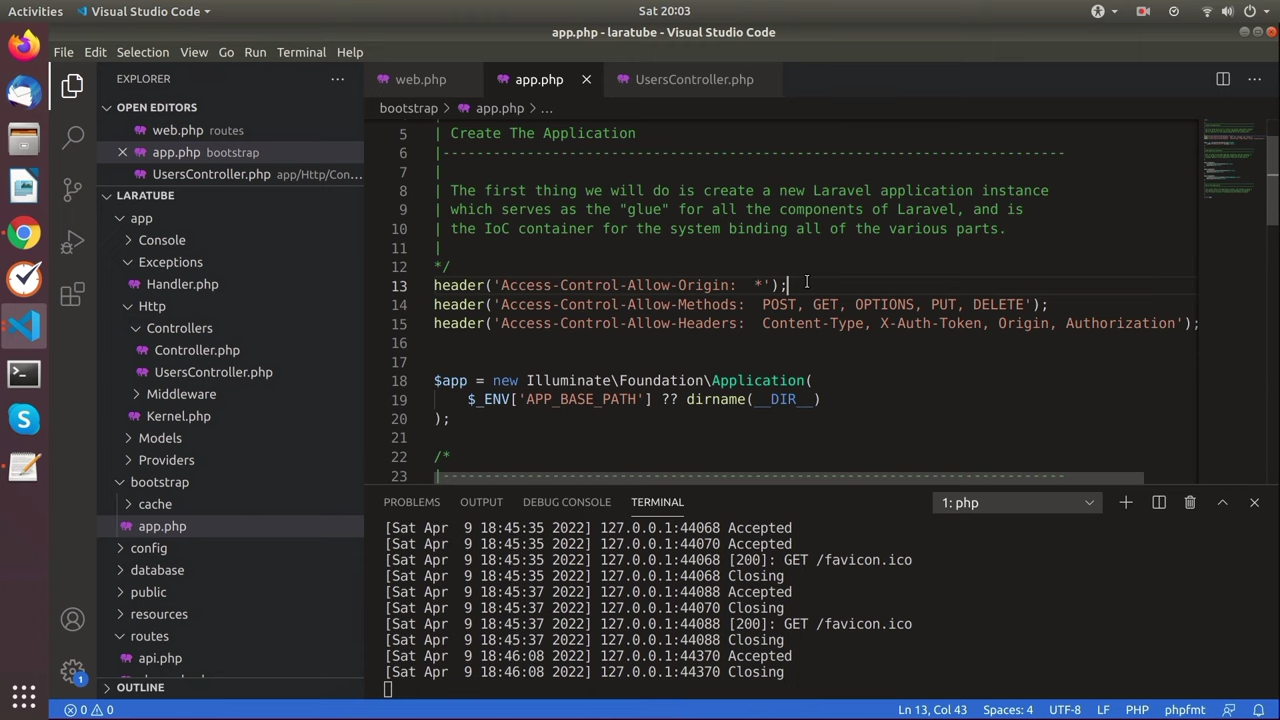 Activities Visual Studio Code Sat 20:03
app.php - laratube - Visual Studio Code
File Edit Selection View Go Run Terminal Help
EXPLORER
web.php app.php UsersController.php
OPEN EDITORS
web.php routes
app.php bootstrap
UsersController.php app/Http/Con...
LARATUBE
app
Console
Exceptions
Handler.php
Http
Controllers
Controller.php
UsersController.php
Middleware
Kernel.php
Models
Providers
bootstrap
cache
app.php
config
database
public
resources
routes
api.php
OUTLINE
bootstrap > app.php > ...
5 | Create The Application
6 |--------------------------------------------------------------------------
7 |
8 | The first thing we will do is create a new Laravel application instance
9 | which serves as the "glue" for all the components of Laravel, and is
10 | the IoC container for the system binding all of the various parts.
11 |
12 */
13 header('Access-Control-Allow-Origin:  *');
14 header('Access-Control-Allow-Methods:  POST, GET, OPTIONS, PUT, DELETE');
15 header('Access-Control-Allow-Headers:  Content-Type, X-Auth-Token, Origin, Authorization');
16
17
18 $app = new Illuminate\Foundation\Application(
19     $_ENV['APP_BASE_PATH'] ?? dirname(__DIR__)
20 );
21
22 /*
23 |--------------------------------------------------------------------------
PROBLEMS OUTPUT DEBUG CONSOLE TERMINAL 1: php
[Sat Apr  9 18:45:35 2022] 127.0.0.1:44068 Accepted
[Sat Apr  9 18:45:35 2022] 127.0.0.1:44070 Accepted
[Sat Apr  9 18:45:35 2022] 127.0.0.1:44068 [200]: GET /favicon.ico
[Sat Apr  9 18:45:35 2022] 127.0.0.1:44068 Closing
[Sat Apr  9 18:45:37 2022] 127.0.0.1:44088 Accepted
[Sat Apr  9 18:45:37 2022] 127.0.0.1:44070 Closing
[Sat Apr  9 18:45:37 2022] 127.0.0.1:44088 [200]: GET /favicon.ico
[Sat Apr  9 18:45:37 2022] 127.0.0.1:44088 Closing
[Sat Apr  9 18:46:08 2022] 127.0.0.1:44370 Accepted
[Sat Apr  9 18:46:08 2022] 127.0.0.1:44370 Closing
1
0 0 Ln 13, Col 43 Spaces: 4 UTF-8 LF PHP phpfmt